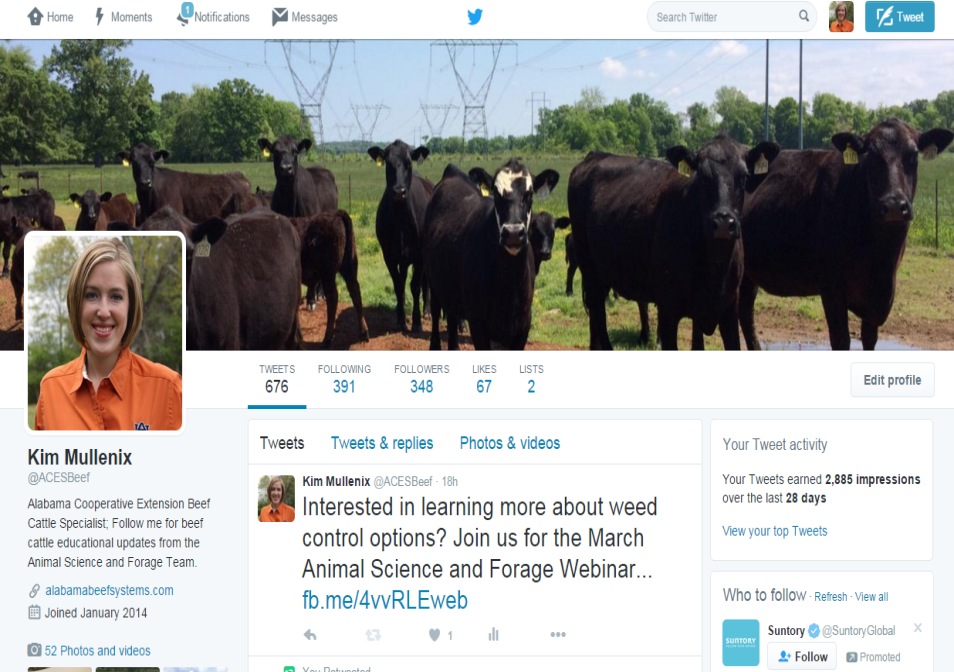 Home Moments 1 Notifications Messages Search Twitter Tweet
TWEETS FOLLOWING FOLLOWERS LIKES LISTS
676 391 348 67 2
Edit profile
Kim Mullenix
@ACESBeef
Alabama Cooperative Extension Beef
Cattle Specialist; Follow me for beef
cattle educational updates from the
Animal Science and Forage Team.
alabamabeefsystems.com
Joined January 2014
52 Photos and videos
Tweets Tweets & replies Photos & videos
Kim Mullenix @ACESBeef · 18h
Interested in learning more about weed
control options? Join us for the March
Animal Science and Forage Webinar...
fb.me/4vvRLEweb
1
You Retweeted
Your Tweet activity
Your Tweets earned 2,885 impressions
over the last 28 days
View your top Tweets
Who to follow · Refresh · View all
SUNTORY
Suntory @SuntoryGlobal
Follow Promoted